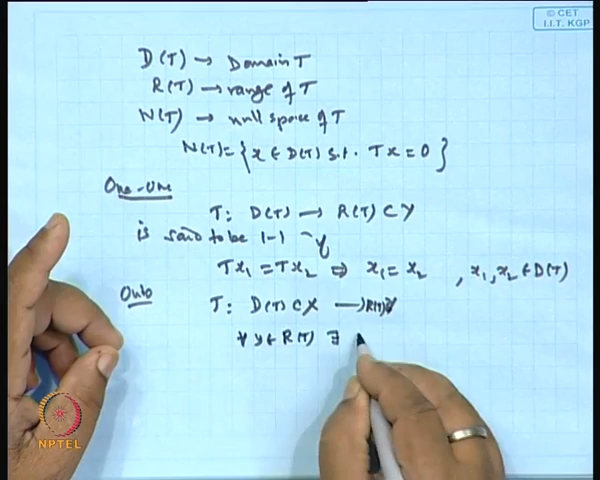 © CET
I.I.T. KGP
D(T) → Domain T
R(T) → range of T
N(T) → null space of T
N(T) = { x ∈ D(T) s.t. Tx = 0 }
One-One
T: D(T) → R(T) ⊂ Y
is said to be 1-1 if
Tx₁ = Tx₂ ⇒ x₁ = x₂ , x₁, x₂ ∈ D(T)
Onto
T: D(T) ⊂ X → R(T)
∀ y ∈ R(T) ∃
NPTEL